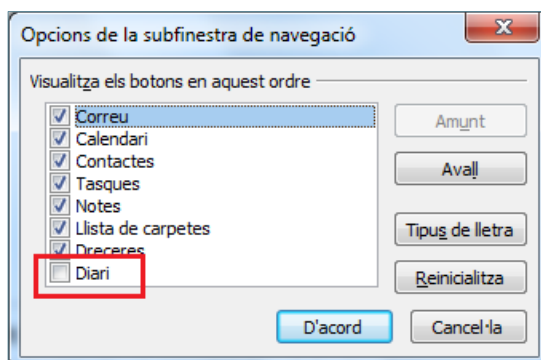 Opcions de la subfinestra de navegació
Visualitza els botons en aquest ordre
Correu
Calendari
Contactes
Tasques
Notes
Llista de carpetes
Dreceres
Diari
Amunt
Avall
Tipus de lletra
Reinicialitza
D'acord
Cancel·la